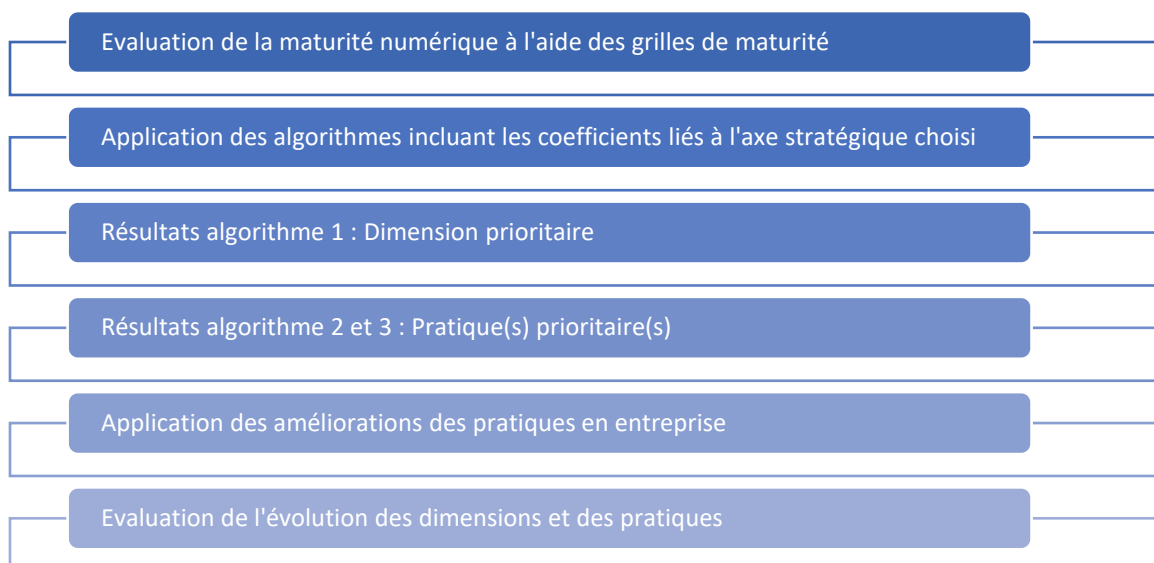 Evaluation de la maturité numérique à l'aide des grilles de maturité
Application des algorithmes incluant les coefficients liés à l'axe stratégique choisi
Résultats algorithme 1 : Dimension prioritaire
Résultats algorithme 2 et 3 : Pratique(s) prioritaire(s)
Application des améliorations des pratiques en entreprise
Evaluation de l'évolution des dimensions et des pratiques